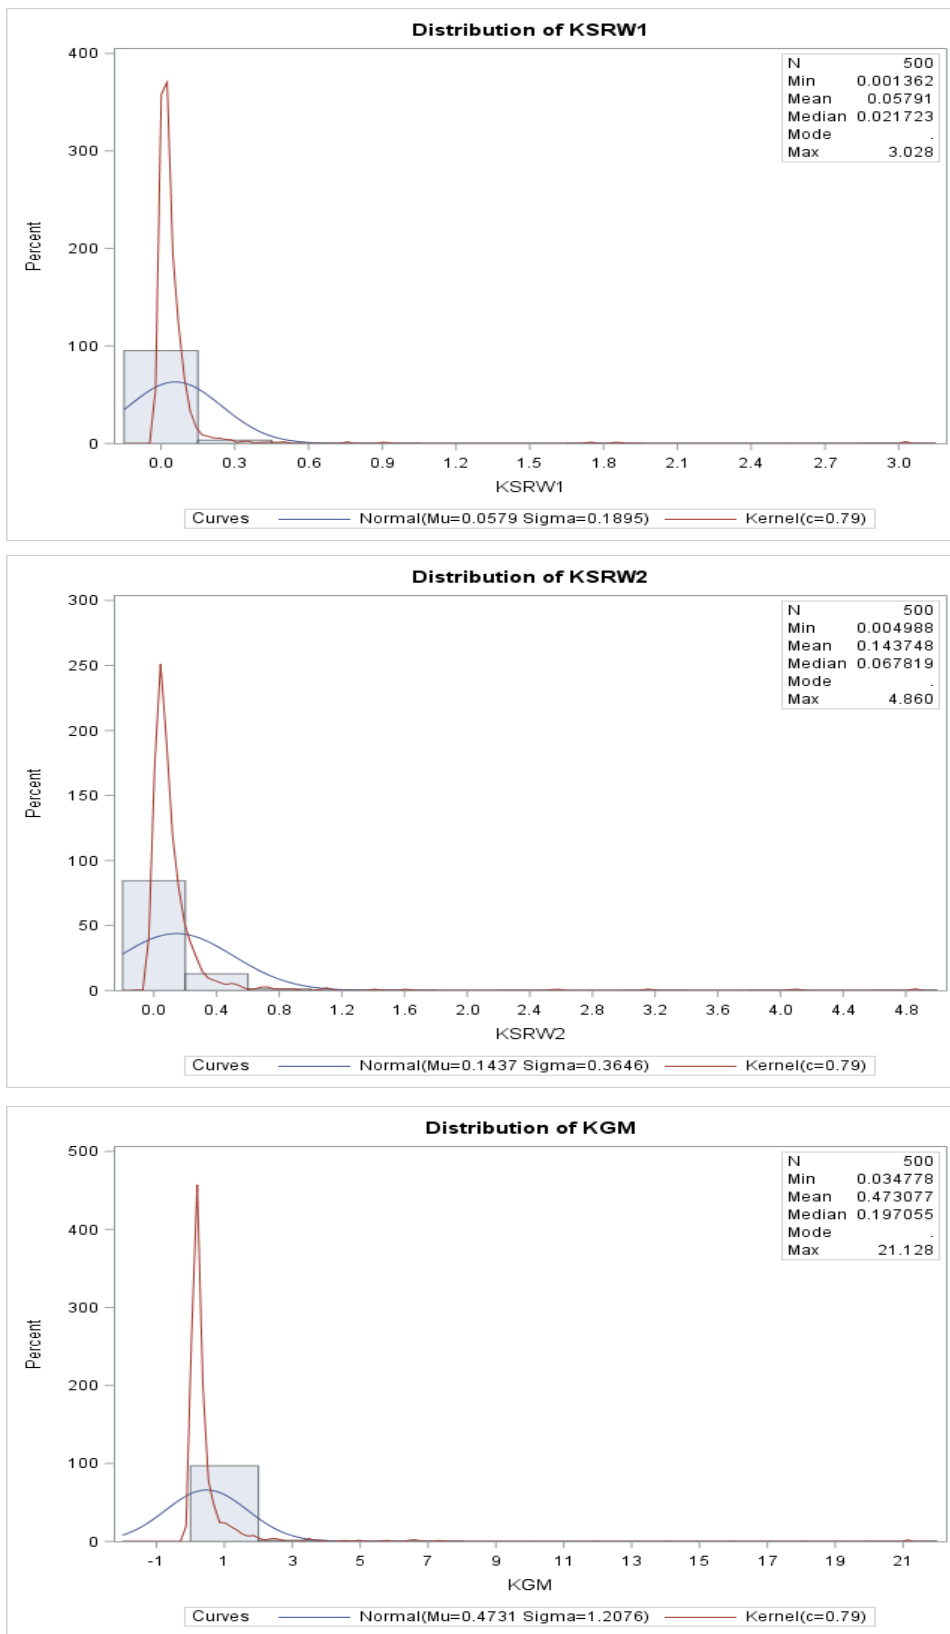 Distribution of KSRW1
400
300
200
100
0
Percent
N 500
Min 0.001362
Mean 0.05791
Median 0.021723
Mode .
Max 3.028
0.0 0.3 0.6 0.9 1.2 1.5 1.8 2.1 2.4 2.7 3.0
KSRW1
Curves Normal(Mu=0.0579 Sigma=0.1895) Kernel(c=0.79)
Distribution of KSRW2
300
250
200
150
100
50
0
Percent
N 500
Min 0.004988
Mean 0.143748
Median 0.067819
Mode .
Max 4.860
0.0 0.4 0.8 1.2 1.6 2.0 2.4 2.8 3.2 3.6 4.0 4.4 4.8
KSRW2
Curves Normal(Mu=0.1437 Sigma=0.3646) Kernel(c=0.79)
Distribution of KGM
500
400
300
200
100
0
Percent
N 500
Min 0.034778
Mean 0.473077
Median 0.197055
Mode .
Max 21.128
-1 1 3 5 7 9 11 13 15 17 19 21
KGM
Curves Normal(Mu=0.4731 Sigma=1.2076) Kernel(c=0.79)